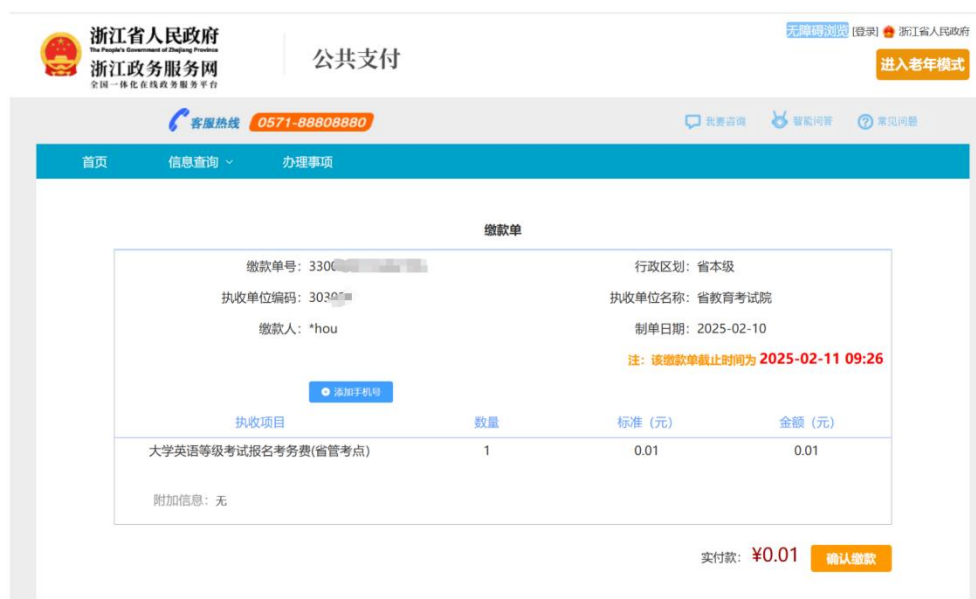 浙江省人民政府
The People's Government of Zhejiang Province
浙江政务服务网
全国一体化在线政务服务平台
公共支付
无障碍浏览 [登录] 浙江省人民政府
进入老年模式
客服热线 0571-88808880
我要咨询 智能问答 常见问题
首页 信息查询 办理事项
缴款单
缴款单号：330 行政区划：省本级
执收单位编码：303 执收单位名称：省教育考试院
缴款人：*hou 制单日期：2025-02-10
注：该缴款单截止时间为 2025-02-11 09:26
添加手机号
执收项目 数量 标准（元） 金额（元）
大学英语等级考试报名考务费(省管考点) 1 0.01 0.01
附加信息：无
实付款：¥0.01 确认缴款